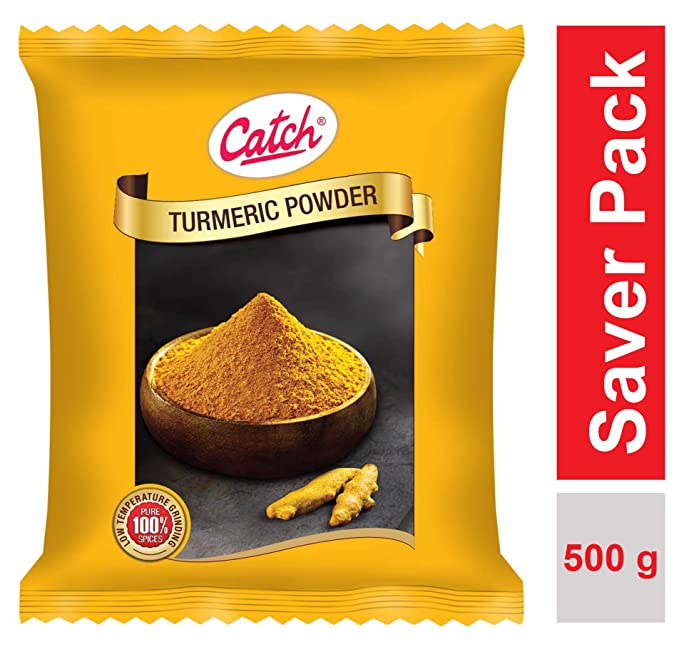 Catch®
TURMERIC POWDER
LOW TEMPERATURE GRINDING
PURE
100%
SPICES
Saver Pack
500 g